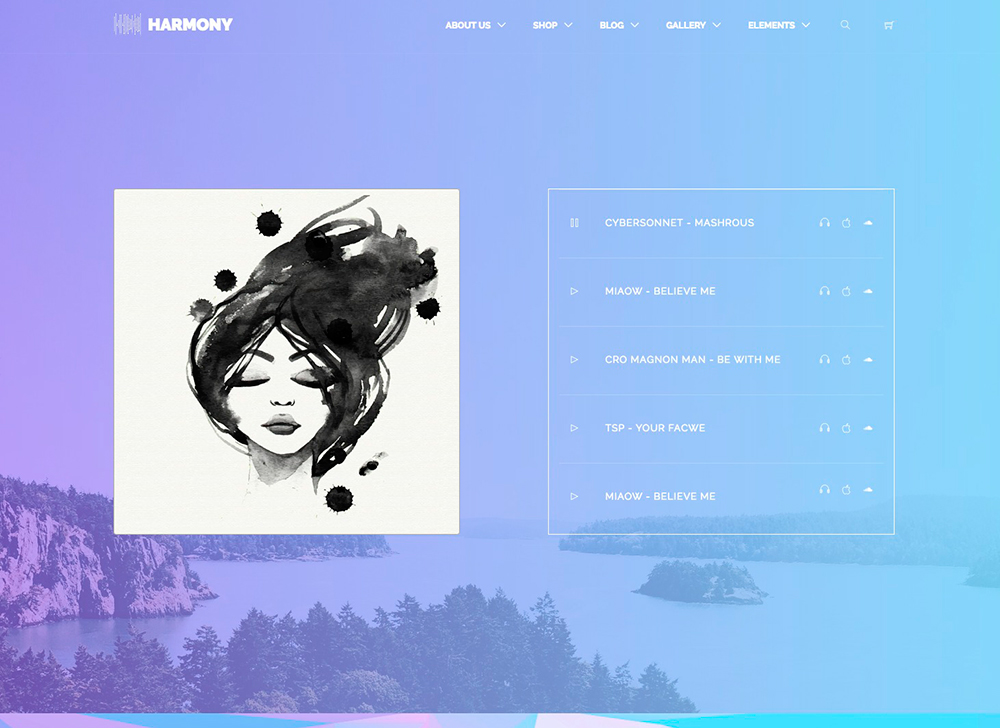 HARMONY
ABOUT US
SHOP
BLOG
GALLERY
ELEMENTS
CYBERSONNET - MASHROUS
MIAOW - BELIEVE ME
CRO MAGNON MAN - BE WITH ME
TSP - YOUR FACWE
MIAOW - BELIEVE ME